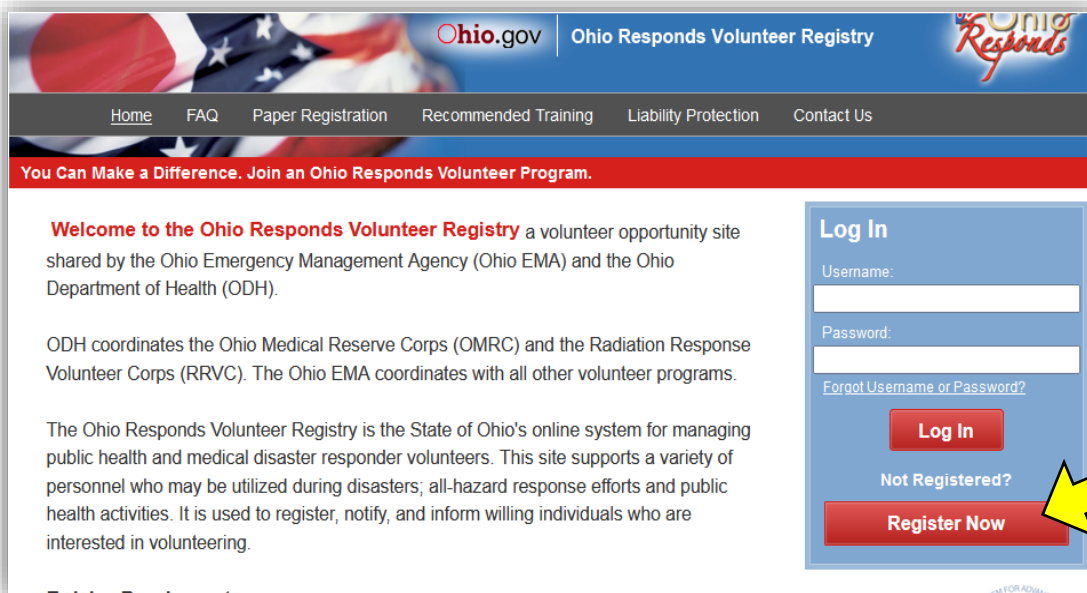 Ohio.gov
Ohio Responds Volunteer Registry
Ohio
Responds
Home FAQ Paper Registration Recommended Training Liability Protection Contact Us
You Can Make a Difference. Join an Ohio Responds Volunteer Program.
Welcome to the Ohio Responds Volunteer Registry a volunteer opportunity site
shared by the Ohio Emergency Management Agency (Ohio EMA) and the Ohio
Department of Health (ODH).
ODH coordinates the Ohio Medical Reserve Corps (OMRC) and the Radiation Response
Volunteer Corps (RRVC). The Ohio EMA coordinates with all other volunteer programs.
The Ohio Responds Volunteer Registry is the State of Ohio's online system for managing
public health and medical disaster responder volunteers. This site supports a variety of
personnel who may be utilized during disasters; all-hazard response efforts and public
health activities. It is used to register, notify, and inform willing individuals who are
interested in volunteering.
Log In
Username:
Password:
Forgot Username or Password?
Log In
Not Registered?
Register Now